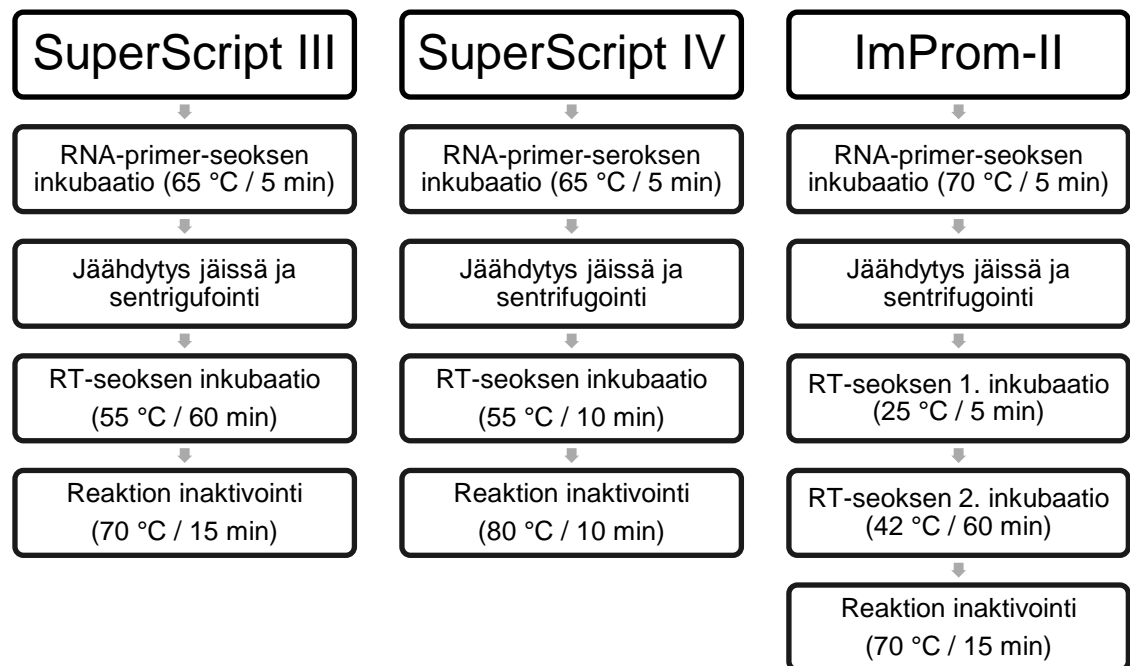 SuperScript III
RNA-primer-seoksen
inkubaatio (65 °C / 5 min)
Jäähdytys jäissä ja
sentrigufointi
RT-seoksen inkubaatio
(55 °C / 60 min)
Reaktion inaktivointi
(70 °C / 15 min)
SuperScript IV
RNA-primer-seroksen
inkubaatio (65 °C / 5 min)
Jäähdytys jäissä ja
sentrifugointi
RT-seoksen inkubaatio
(55 °C / 10 min)
Reaktion inaktivointi
(80 °C / 10 min)
ImProm-II
RNA-primer-seoksen
inkubaatio (70 °C / 5 min)
Jäähdytys jäissä ja
sentrifugointi
RT-seoksen 1. inkubaatio
(25 °C / 5 min)
RT-seoksen 2. inkubaatio
(42 °C / 60 min)
Reaktion inaktivointi
(70 °C / 15 min)